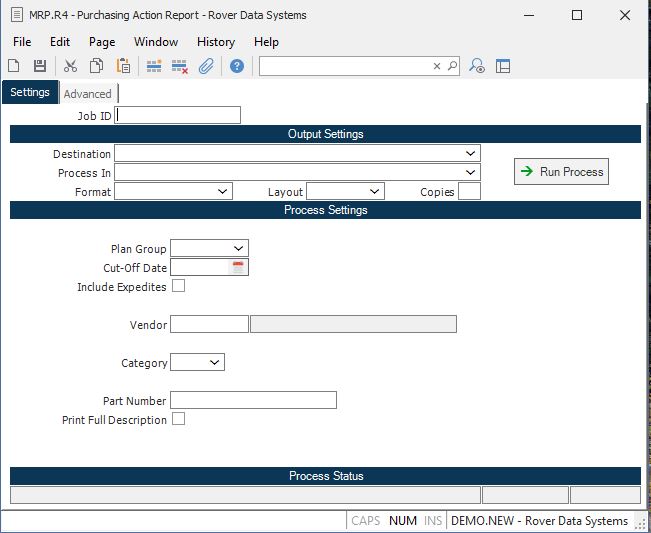 MRP.R4 - Purchasing Action Report - Rover Data Systems
File Edit Page Window History Help
Settings Advanced
Job ID
Output Settings
Destination
Process In
Run Process
Format Layout Copies
Process Settings
Plan Group
Cut-Off Date
Include Expedites
Vendor
Category
Part Number
Print Full Description
Process Status
CAPS NUM INS DEMO.NEW - Rover Data Systems